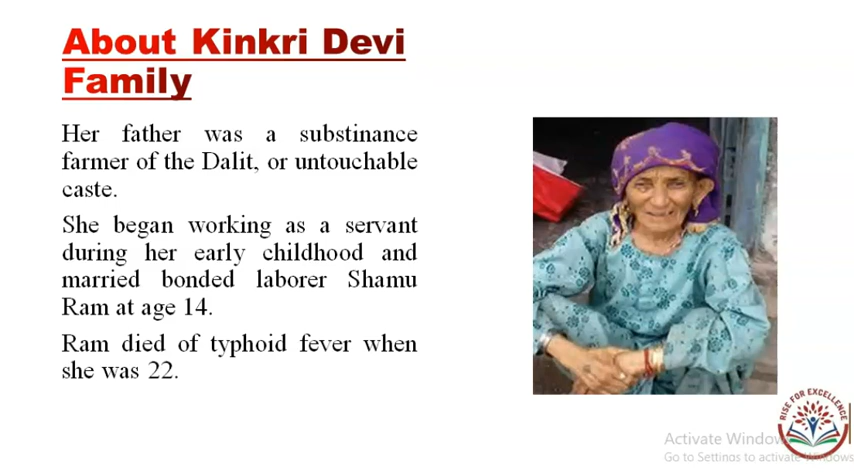 About Kinkri Devi
Family
Her father was a substinance
farmer of the Dalit, or untouchable
caste.
She began working as a servant
during her early childhood and
married bonded laborer Shamu
Ram at age 14.
Ram died of typhoid fever when
she was 22.
RISE FOR EXCELLENCE
Activate Window
Go to Settings to activate Windows